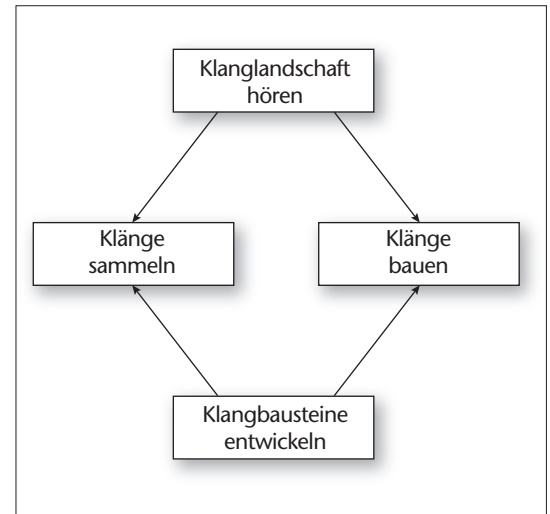 Klanglandschaft
hören
Klänge
sammeln
Klänge
bauen
Klangbausteine
entwickeln